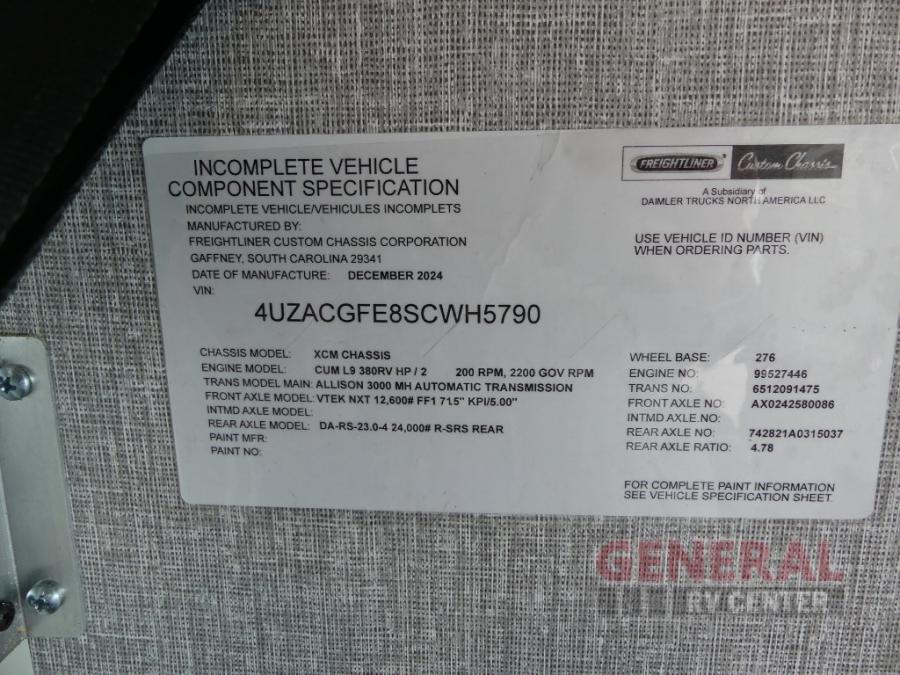 INCOMPLETE VEHICLE
COMPONENT SPECIFICATION
INCOMPLETE VEHICLE/VEHICULES INCOMPLETS
MANUFACTURED BY:
FREIGHTLINER CUSTOM CHASSIS CORPORATION
GAFFNEY, SOUTH CAROLINA 29341
DATE OF MANUFACTURE: DECEMBER 2024
VIN:
4UZACGFE8SCWH5790
FREIGHTLINER Custom Chassis
A Subsidiary of
DAIMLER TRUCKS NORTH AMERICA LLC
USE VEHICLE ID NUMBER (VIN)
WHEN ORDERING PARTS.
CHASSIS MODEL: XCM CHASSIS
ENGINE MODEL: CUM L9 380RV HP / 2 200 RPM, 2200 GOV RPM
TRANS MODEL MAIN: ALLISON 3000 MH AUTOMATIC TRANSMISSION
FRONT AXLE MODEL: VTEK NXT 12,600# FF1 71.5" KPI/5.00"
INTMD AXLE MODEL:
REAR AXLE MODEL: DA-RS-23.0-4 24,000# R-SRS REAR
PAINT MFR:
PAINT NO:
WHEEL BASE: 276
ENGINE NO: 99527446
TRANS NO: 6512091475
FRONT AXLE NO: AX0242580086
INTMD AXLE.NO:
REAR AXLE NO: 742821A0315037
REAR AXLE RATIO: 4.78
FOR COMPLETE PAINT INFORMATION
SEE VEHICLE SPECIFICATION SHEET.
GENERAL
RV CENTER